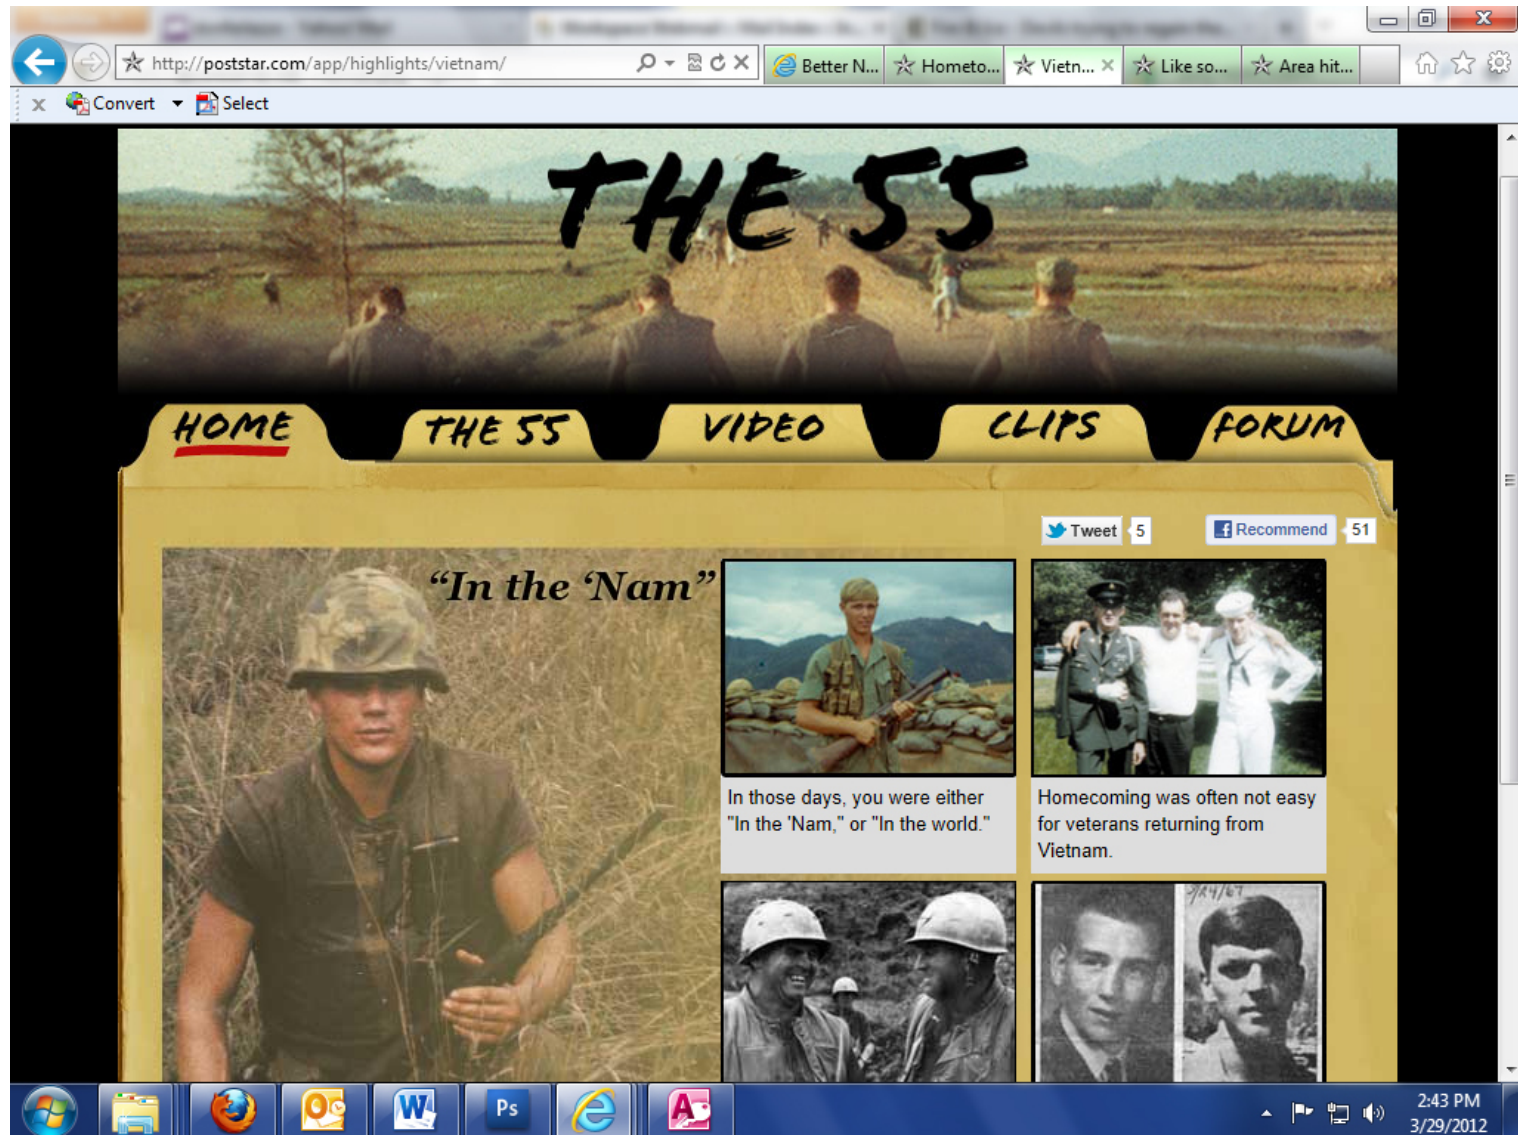 http://poststar.com/app/highlights/vietnam/
Better N...
Hometo...
Vietn...
Like so...
Area hit...
x Convert Select
THE 55
HOME
THE 55
VIDEO
CLIPS
FORUM
Tweet 5
Recommend 51
“In the ‘Nam”
In those days, you were either
"In the 'Nam," or "In the world."
Homecoming was often not easy
for veterans returning from
Vietnam.
W
Ps
A
2:43 PM
3/29/2012